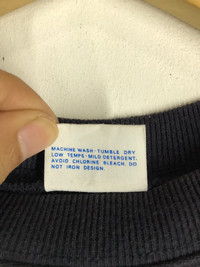 MACHINE WASH · TUMBLE DRY
LOW TEMPS · MILD DETERGENT.
AVOID CHLORINE BLEACH. DO
NOT IRON DESIGN.